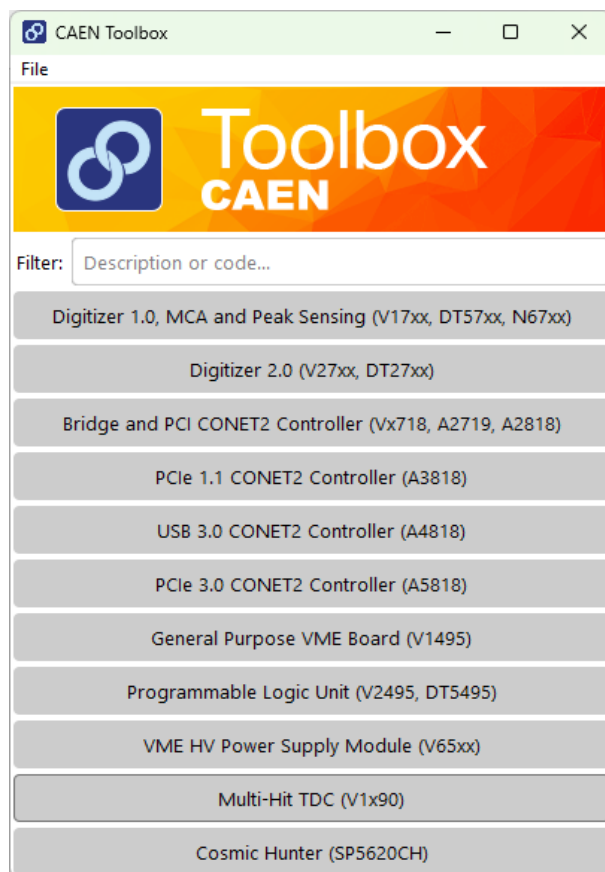 CAEN Toolbox
File
Toolbox
CAEN
Filter: Description or code...
Digitizer 1.0, MCA and Peak Sensing (V17xx, DT57xx, N67xx)
Digitizer 2.0 (V27xx, DT27xx)
Bridge and PCI CONET2 Controller (Vx718, A2719, A2818)
PCIe 1.1 CONET2 Controller (A3818)
USB 3.0 CONET2 Controller (A4818)
PCIe 3.0 CONET2 Controller (A5818)
General Purpose VME Board (V1495)
Programmable Logic Unit (V2495, DT5495)
VME HV Power Supply Module (V65xx)
Multi-Hit TDC (V1x90)
Cosmic Hunter (SP5620CH)